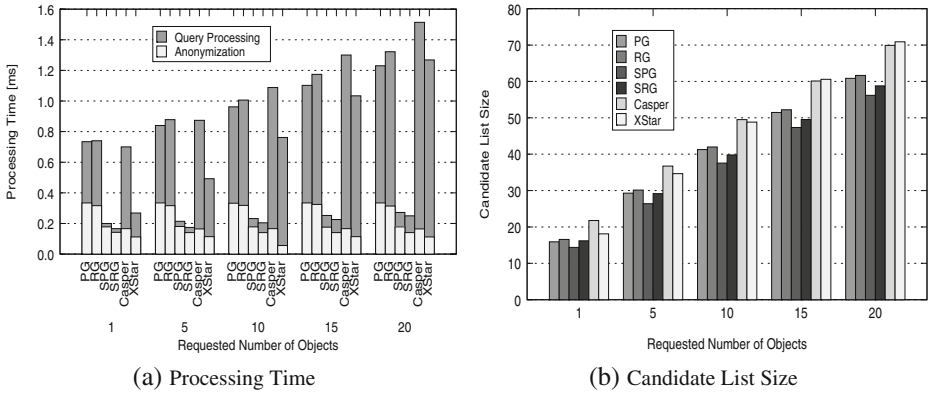 1.6
1.4
1.2
1.0
0.8
0.6
0.4
0.2
0.0
Processing Time [ms]
Query Processing
Anonymization
PG
RG
SPG
SRG
Casper
XStar
PG
RG
SPG
SRG
Casper
XStar
PG
RG
SPG
SRG
Casper
XStar
PG
RG
SPG
SRG
Casper
XStar
PG
RG
SPG
SRG
Casper
XStar
1 5 10 15 20
Requested Number of Objects
(a) Processing Time
80
70
60
50
40
30
20
10
0
Candidate List Size
PG
RG
SPG
SRG
Casper
XStar
1 5 10 15 20
Requested Number of Objects
(b) Candidate List Size